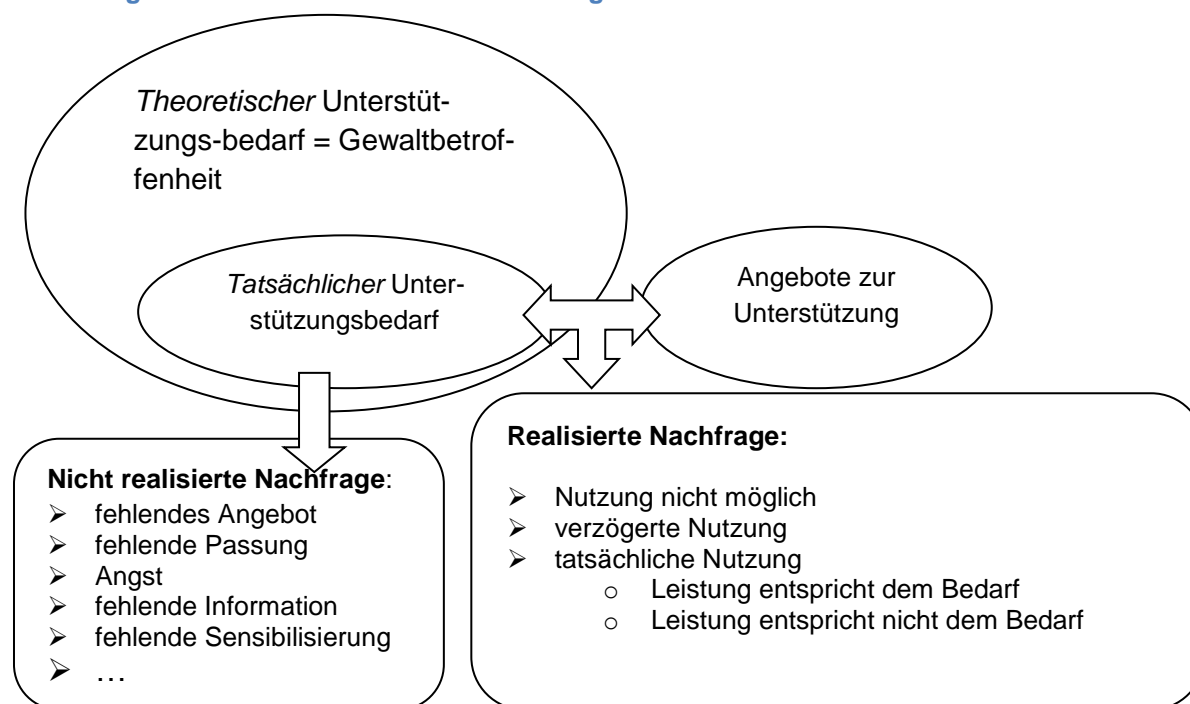 Theoretischer Unterstüt-
zungs-bedarf = Gewaltbetrof-
fenheit
Tatsächlicher Unter-
stützungsbedarf
Angebote zur
Unterstützung
Nicht realisierte Nachfrage:
➢ fehlendes Angebot
➢ fehlende Passung
➢ Angst
➢ fehlende Information
➢ fehlende Sensibilisierung
➢ …
Realisierte Nachfrage:
➢ Nutzung nicht möglich
➢ verzögerte Nutzung
➢ tatsächliche Nutzung
o Leistung entspricht dem Bedarf
o Leistung entspricht nicht dem Bedarf